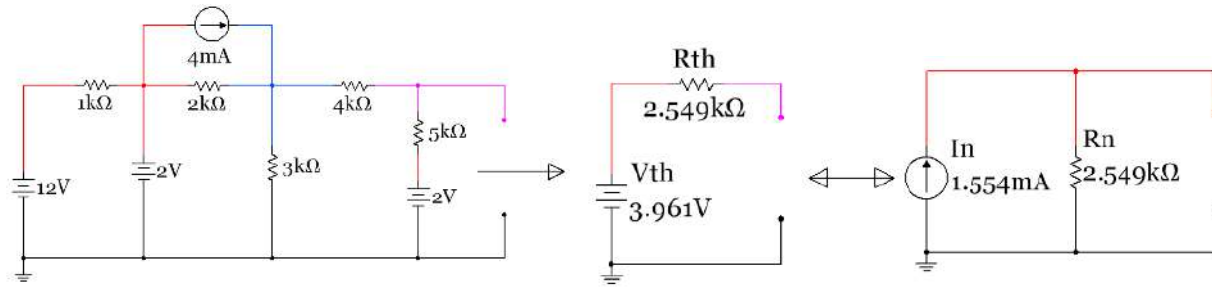 4mA
1kΩ
2kΩ
4kΩ
5kΩ
3kΩ
12V
2V
2V
Rth
2.549kΩ
Vth
3.961V
In
1.554mA
Rn
2.549kΩ